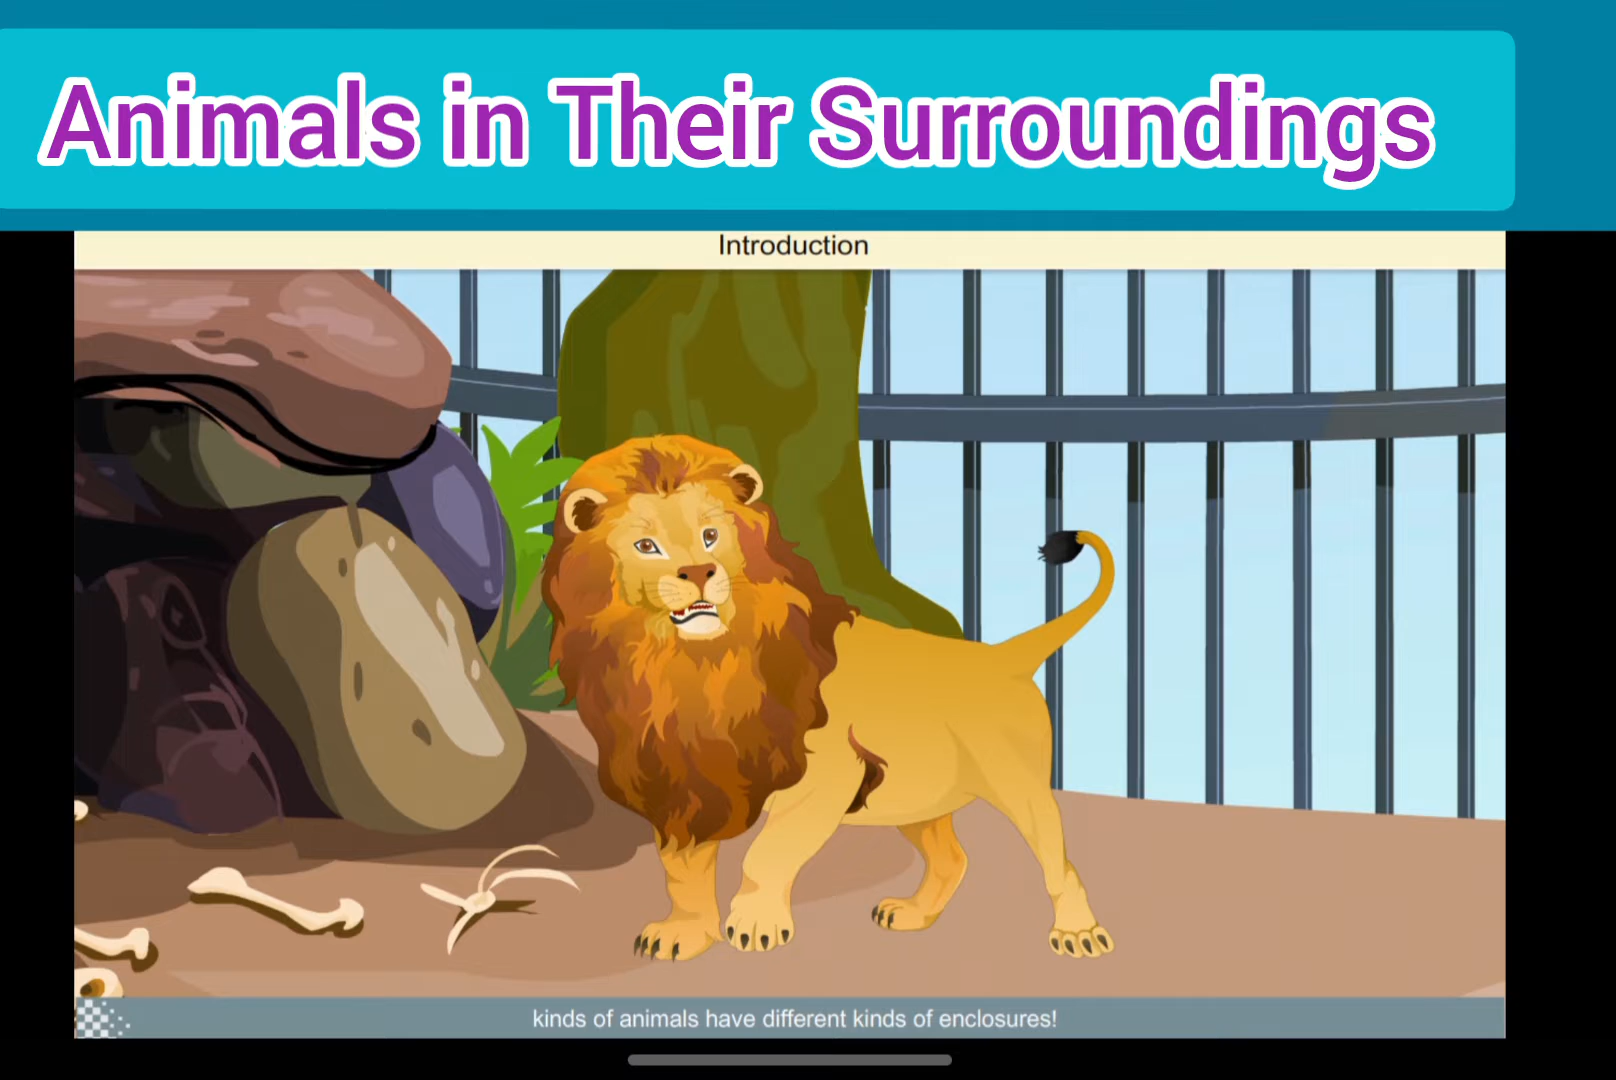 Animals in Their Surroundings
Introduction
kinds of animals have different kinds of enclosures!